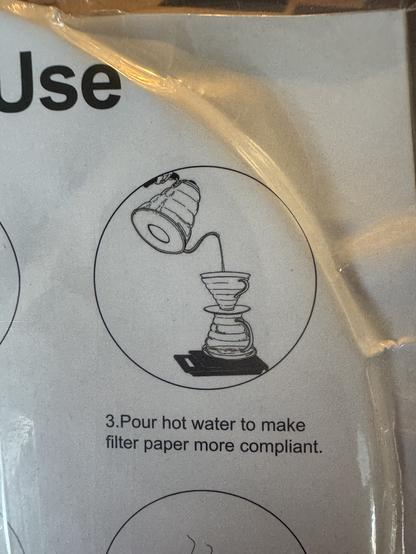 Use
3.Pour hot water to make
filter paper more compliant.